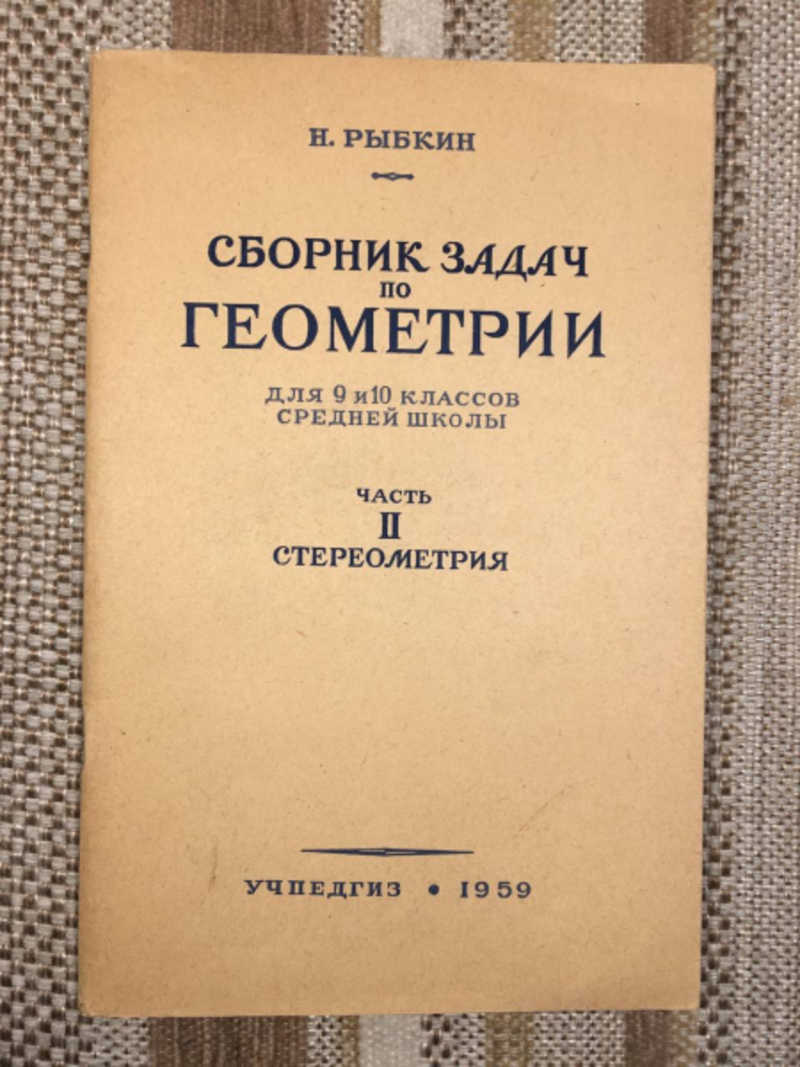 Н. РЫБКИН
СБОРНИК ЗАДАЧ
ПО
ГЕОМЕТРИИ
ДЛЯ 9 и 10 КЛАССОВ
СРЕДНЕЙ ШКОЛЫ
ЧАСТЬ
II
СТЕРЕОМЕТРИЯ
УЧПЕДГИЗ • 1959